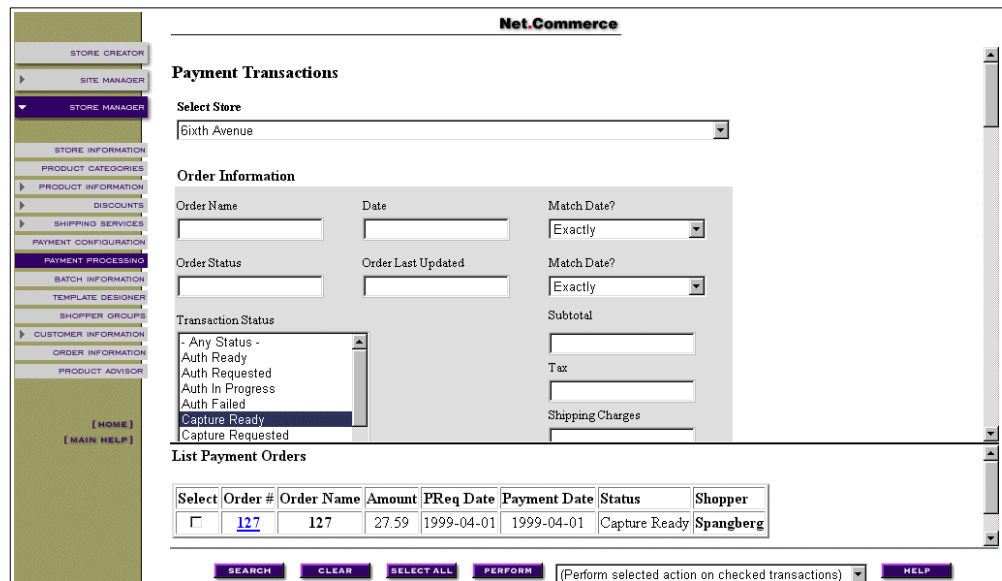 Net.Commerce
STORE CREATOR
SITE MANAGER
STORE MANAGER
STORE INFORMATION
PRODUCT CATEGORIES
PRODUCT INFORMATION
DISCOUNTS
SHIPPING SERVICES
PAYMENT CONFIGURATION
PAYMENT PROCESSING
BATCH INFORMATION
TEMPLATE DESIGNER
SHOPPER GROUPS
CUSTOMER INFORMATION
ORDER INFORMATION
PRODUCT ADVISOR
[HOME]
[MAIN HELP]
Payment Transactions
Select Store
6ixth Avenue
Order Information
Order Name Date Match Date?
Exactly
Order Status Order Last Updated Match Date?
Exactly
Transaction Status Subtotal
- Any Status -
Auth Ready
Auth Requested
Tax
Auth In Progress
Auth Failed
Capture Ready Shipping Charges
Capture Requested
List Payment Orders
Select Order # Order Name Amount PReq Date Payment Date Status Shopper
127 127 27.59 1999-04-01 1999-04-01 Capture Ready Spangberg
SEARCH CLEAR SELECT ALL PERFORM (Perform selected action on checked transactions) HELP